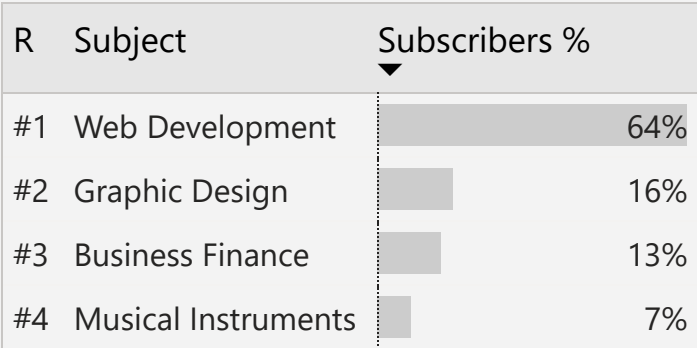 R Subject Subscribers %
#1 Web Development 64%
#2 Graphic Design 16%
#3 Business Finance 13%
#4 Musical Instruments 7%